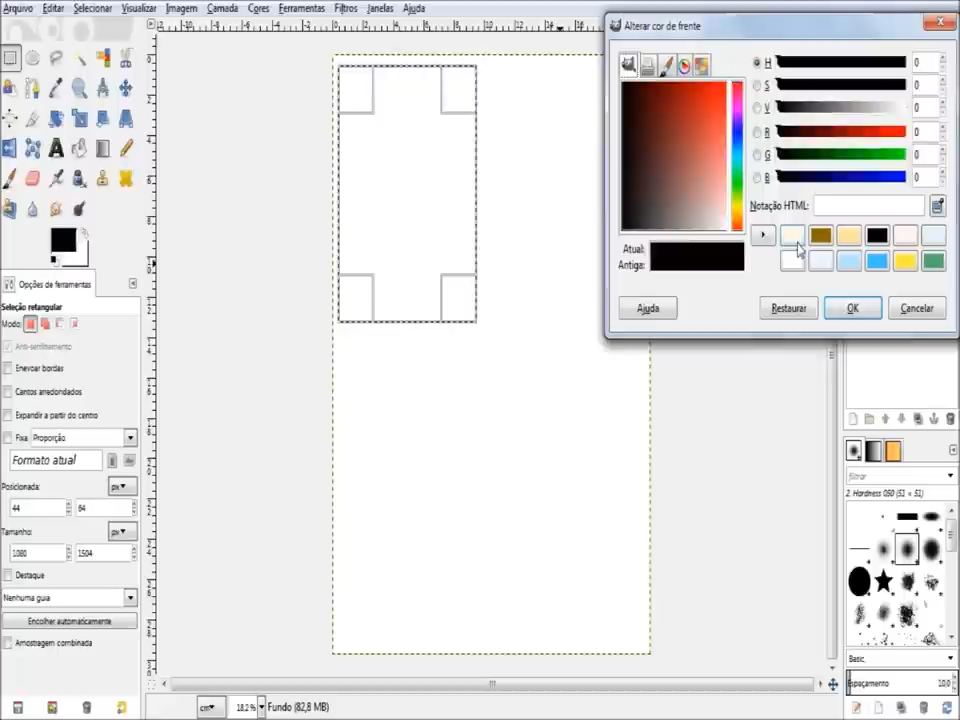 Arquivo Editar Selecionar Visualizar Imagem Camada Cores Ferramentas Filtros Janelas Ajuda
Alterar cor de frente
H 0
S 0
V 0
R 0
G 0
B 0
Notação HTML:
Atual:
Antiga:
Ajuda Restaurar OK Cancelar
Opções de ferramentas
Seleção retangular
Modo:
Anti-serrilhamento
Enevoar bordas
Cantos arredondados
Expandir a partir do centro
Fixa Proporção
Formato atual
Posicionada: px
44 64
Tamanho: px
1080 1504
Destaque
Nenhuma guia
Encolher automaticamente
Amostragem combinada
filtrar
2. Hardness 050 (51 × 51)
Basic,
Espaçamento 10,0
cm 18,2% Fundo (82,8 MB)